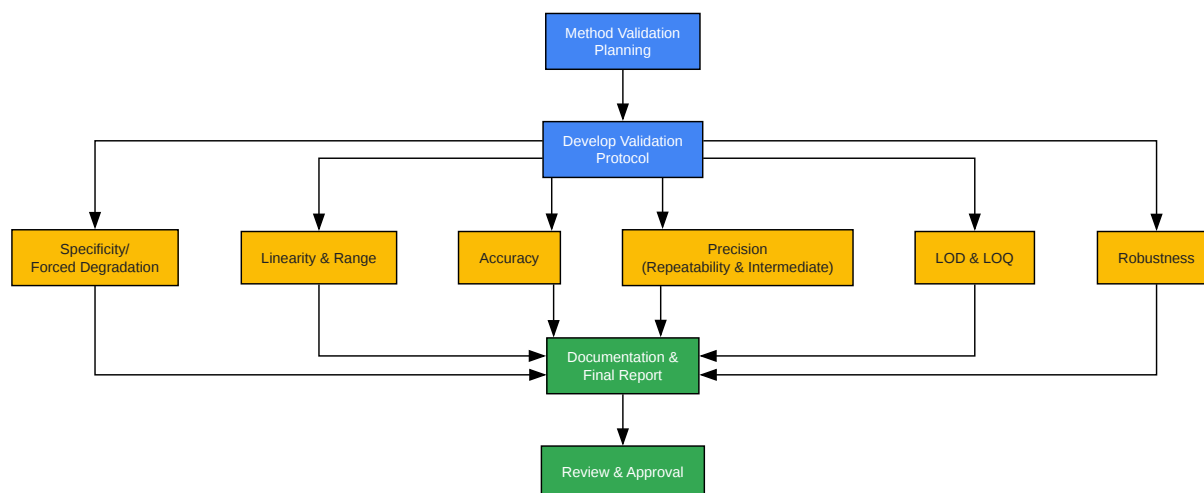 Method Validation
Planning
Develop Validation
Protocol
Specificity/
Forced Degradation
Linearity & Range
Accuracy
Precision
(Repeatability & Intermediate)
LOD & LOQ
Robustness
Documentation &
Final Report
Review & Approval